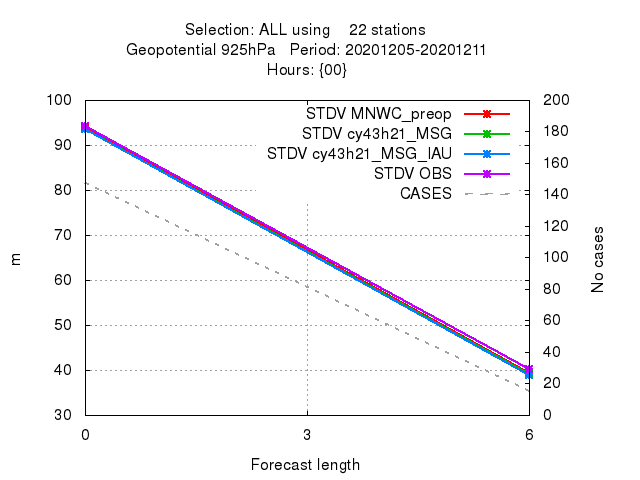 Selection: ALL using 22 stations
Geopotential 925hPa Period: 20201205-20201211
Hours: {00}
100 200
STDV MNWC_preop
90 180
STDV cy43h21_MSG
STDV cy43h21_MSG_IAU
80 160
STDV OBS
CASES
140
70 120
60 100
50 80
60
40 40
20
30 0
m
No cases
0 3 6
Forecast length